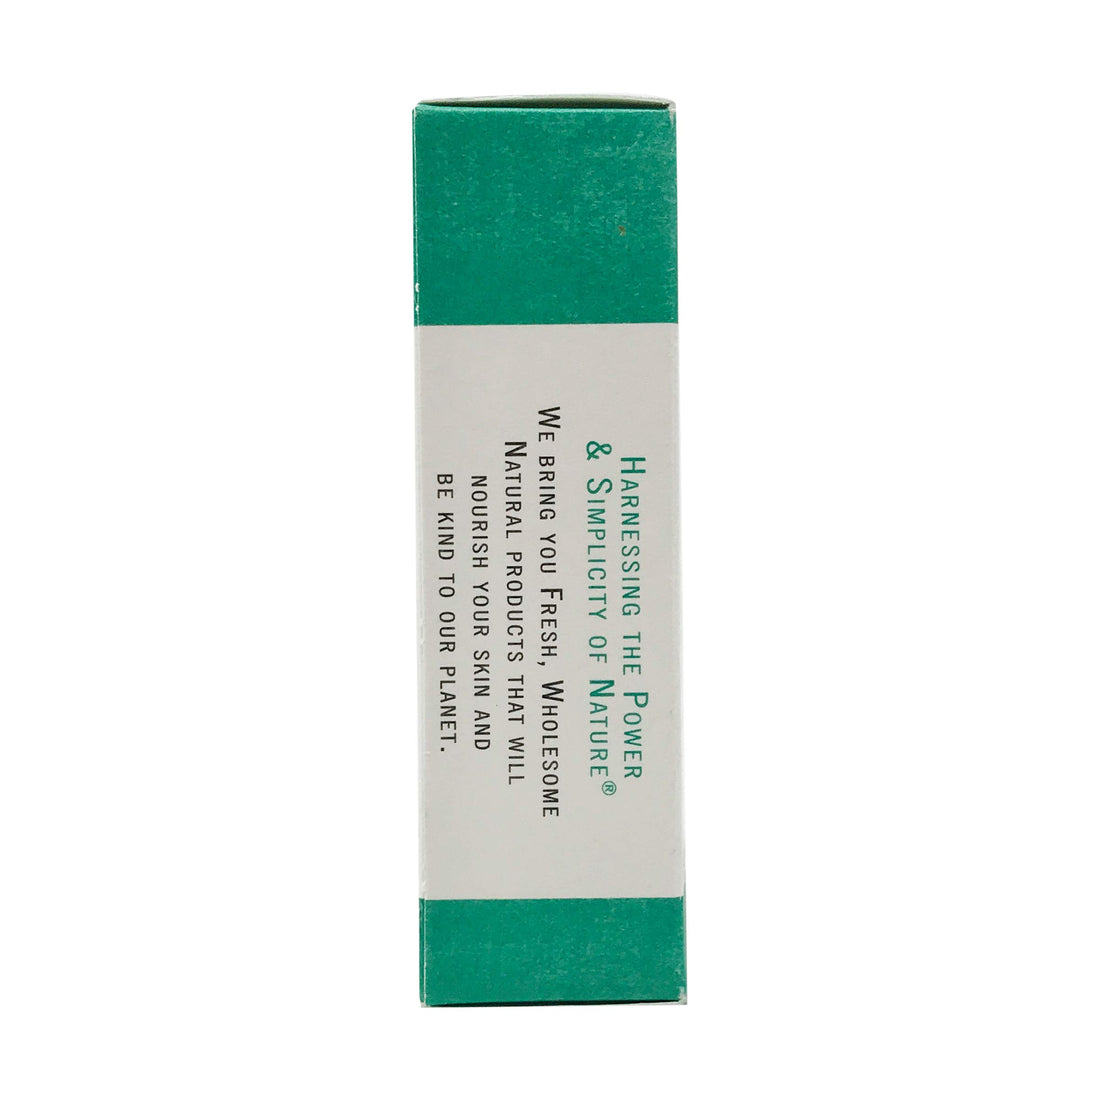 HARNESSING THE POWER
& SIMPLICITY OF NATURE®
WE BRING YOU FRESH, WHOLESOME
NATURAL PRODUCTS THAT WILL
NOURISH YOUR SKIN AND
BE KIND TO OUR PLANET.